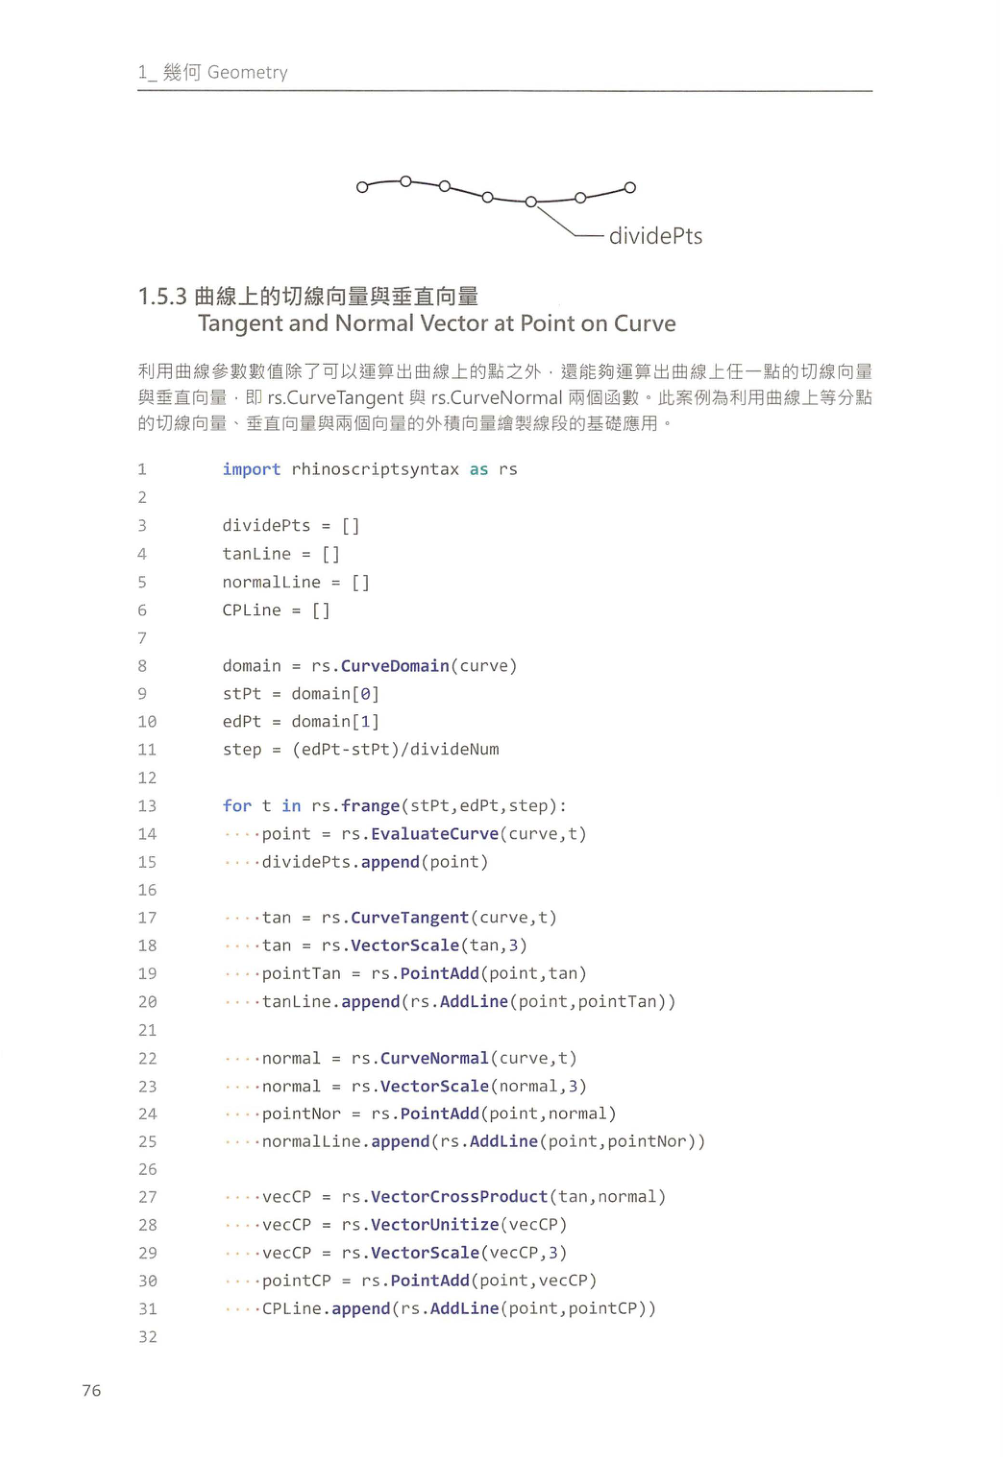 1_ 幾何 Geometry
dividePts
1.5.3 曲線上的切線向量與垂直向量
Tangent and Normal Vector at Point on Curve
利用曲線參數數值除了可以運算出曲線上的點之外，還能夠運算出曲線上任一點的切線向量
與垂直向量，即 rs.CurveTangent 與 rs.CurveNormal 兩個函數。此案例為利用曲線上等分點
的切線向量、垂直向量與兩個向量的外積向量繪製線段的基礎應用。
1 import rhinoscriptsyntax as rs
2
3 dividePts = []
4 tanLine = []
5 normalLine = []
6 CPLine = []
7
8 domain = rs.CurveDomain(curve)
9 stPt = domain[0]
10 edPt = domain[1]
11 step = (edPt-stPt)/divideNum
12
13 for t in rs.frange(stPt,edPt,step):
14 ····point = rs.EvaluateCurve(curve,t)
15 ····dividePts.append(point)
16
17 ····tan = rs.CurveTangent(curve,t)
18 ····tan = rs.VectorScale(tan,3)
19 ····pointTan = rs.PointAdd(point,tan)
20 ····tanLine.append(rs.AddLine(point,pointTan))
21
22 ····normal = rs.CurveNormal(curve,t)
23 ····normal = rs.VectorScale(normal,3)
24 ····pointNor = rs.PointAdd(point,normal)
25 ····normalLine.append(rs.AddLine(point,pointNor))
26
27 ····vecCP = rs.VectorCrossProduct(tan,normal)
28 ····vecCP = rs.VectorUnitize(vecCP)
29 ····vecCP = rs.VectorScale(vecCP,3)
30 ····pointCP = rs.PointAdd(point,vecCP)
31 ····CPLine.append(rs.AddLine(point,pointCP))
32
76